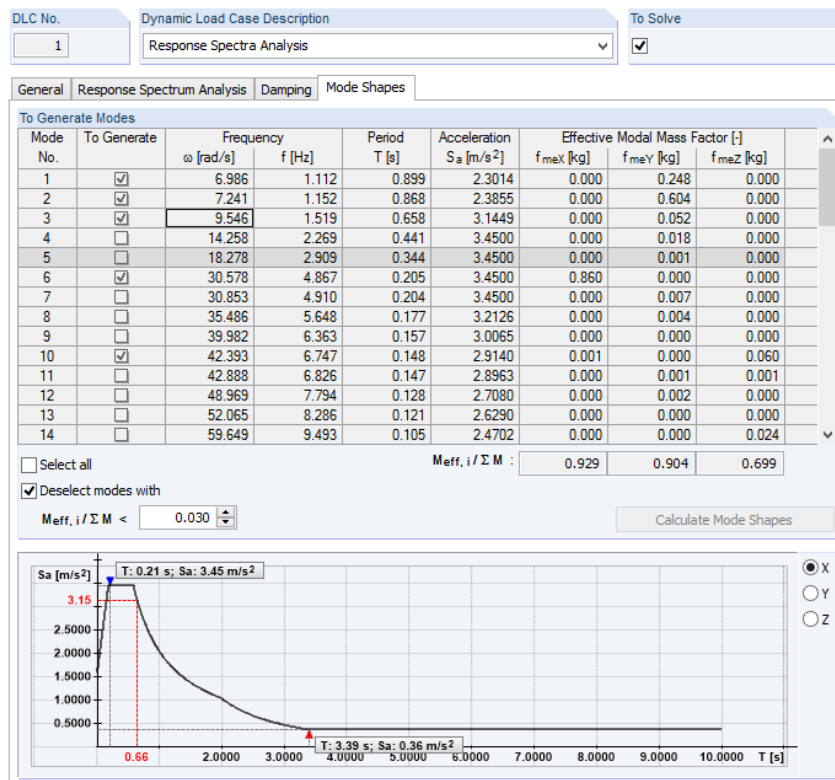 DLC No. Dynamic Load Case Description To Solve
1 Response Spectra Analysis
General Response Spectrum Analysis Damping Mode Shapes
To Generate Modes
Mode To Generate Frequency Period Acceleration Effective Modal Mass Factor [-]
No. ω [rad/s] f [Hz] T [s] Sa [m/s²] fmeX [kg] fmeY [kg] fmeZ [kg]
1 6.986 1.112 0.899 2.3014 0.000 0.248 0.000
2 7.241 1.152 0.868 2.3855 0.000 0.604 0.000
3 9.546 1.519 0.658 3.1449 0.000 0.052 0.000
4 14.258 2.269 0.441 3.4500 0.000 0.018 0.000
5 18.278 2.909 0.344 3.4500 0.000 0.001 0.000
6 30.578 4.867 0.205 3.4500 0.860 0.000 0.000
7 30.853 4.910 0.204 3.4500 0.000 0.007 0.000
8 35.486 5.648 0.177 3.2126 0.000 0.004 0.000
9 39.982 6.363 0.157 3.0065 0.000 0.000 0.000
10 42.393 6.747 0.148 2.9140 0.001 0.000 0.060
11 42.888 6.826 0.147 2.8963 0.000 0.001 0.001
12 48.969 7.794 0.128 2.7080 0.000 0.002 0.000
13 52.065 8.286 0.121 2.6290 0.000 0.000 0.000
14 59.649 9.493 0.105 2.4702 0.000 0.000 0.024
Select all Meff, i / Σ M : 0.929 0.904 0.699
Deselect modes with
Meff, i / Σ M < 0.030 Calculate Mode Shapes
Sa [m/s²] T: 0.21 s; Sa: 3.45 m/s² X
3.15 Y
Z
2.5000
2.0000
1.5000
1.0000
0.5000
T: 3.39 s; Sa: 0.36 m/s²
0.66 2.0000 3.0000 4.0000 5.0000 6.0000 7.0000 8.0000 9.0000 10.0000 T [s]